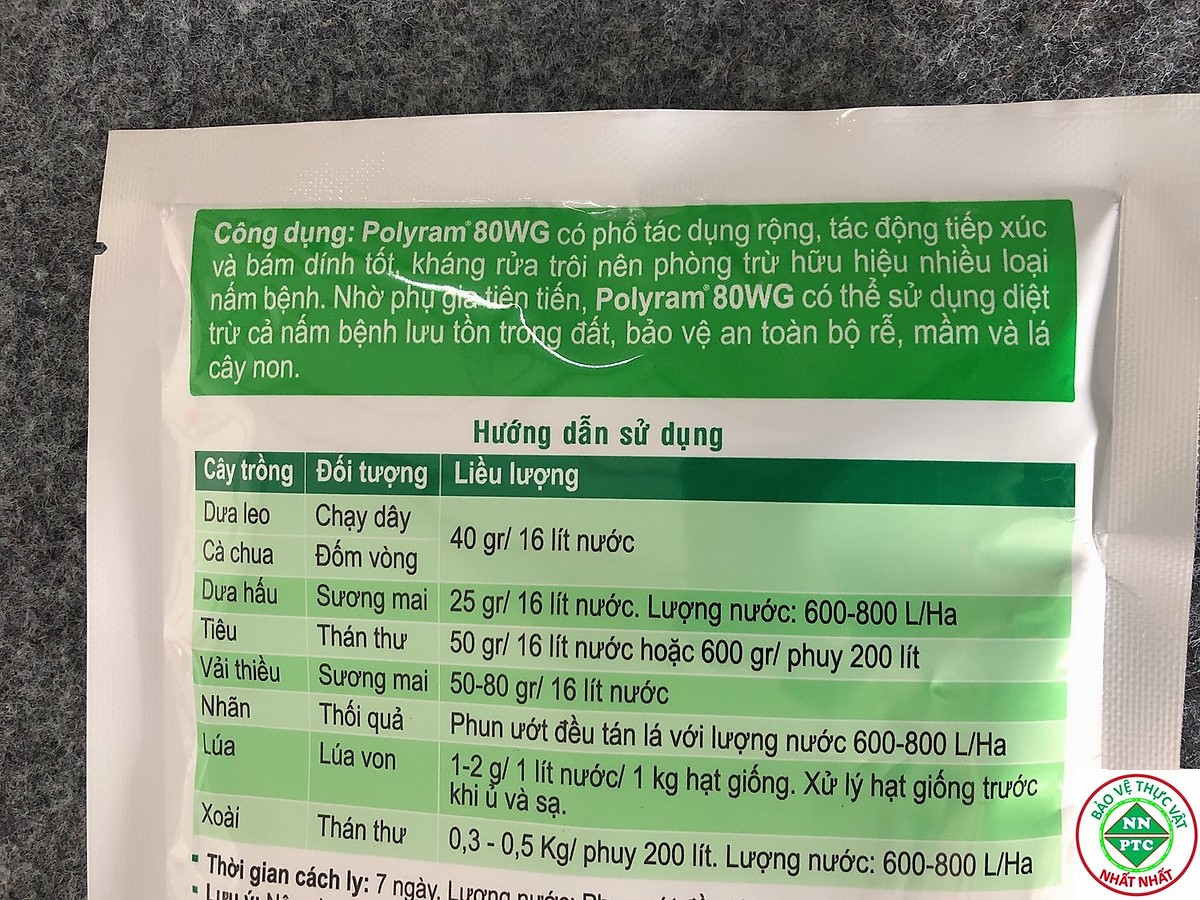 Công dụng: Polyram® 80WG có phổ tác dụng rộng, tác động tiếp xúc
và bám dính tốt, kháng rửa trôi nên phòng trừ hữu hiệu nhiều loại
nấm bệnh. Nhờ phụ gia tiên tiến, Polyram® 80WG có thể sử dụng diệt
trừ cả nấm bệnh lưu tồn trong đất, bảo vệ an toàn bộ rễ, mầm và lá
cây non.
Hướng dẫn sử dụng
Cây trồng Đối tượng Liều lượng
Dưa leo Chạy dây
40 gr/ 16 lít nước
Cà chua Đốm vòng
Dưa hấu Sương mai 25 gr/ 16 lít nước. Lượng nước: 600-800 L/Ha
Tiêu Thán thư 50 gr/ 16 lít nước hoặc 600 gr/ phuy 200 lít
Vải thiều Sương mai 50-80 gr/ 16 lít nước
Nhãn Thối quả Phun ướt đều tán lá với lượng nước 600-800 L/Ha
Lúa Lúa von 1-2 g/ 1 lít nước/ 1 kg hạt giống. Xử lý hạt giống trước
khi ủ và sạ.
Xoài Thán thư 0,3 - 0,5 Kg/ phuy 200 lít. Lượng nước: 600-800 L/Ha
Thời gian cách ly: 7 ngày. Lượng nước:
Lưu ý:
BẢO VỆ THỰC VẬT
NN
PTC
NHẤT NHẤT